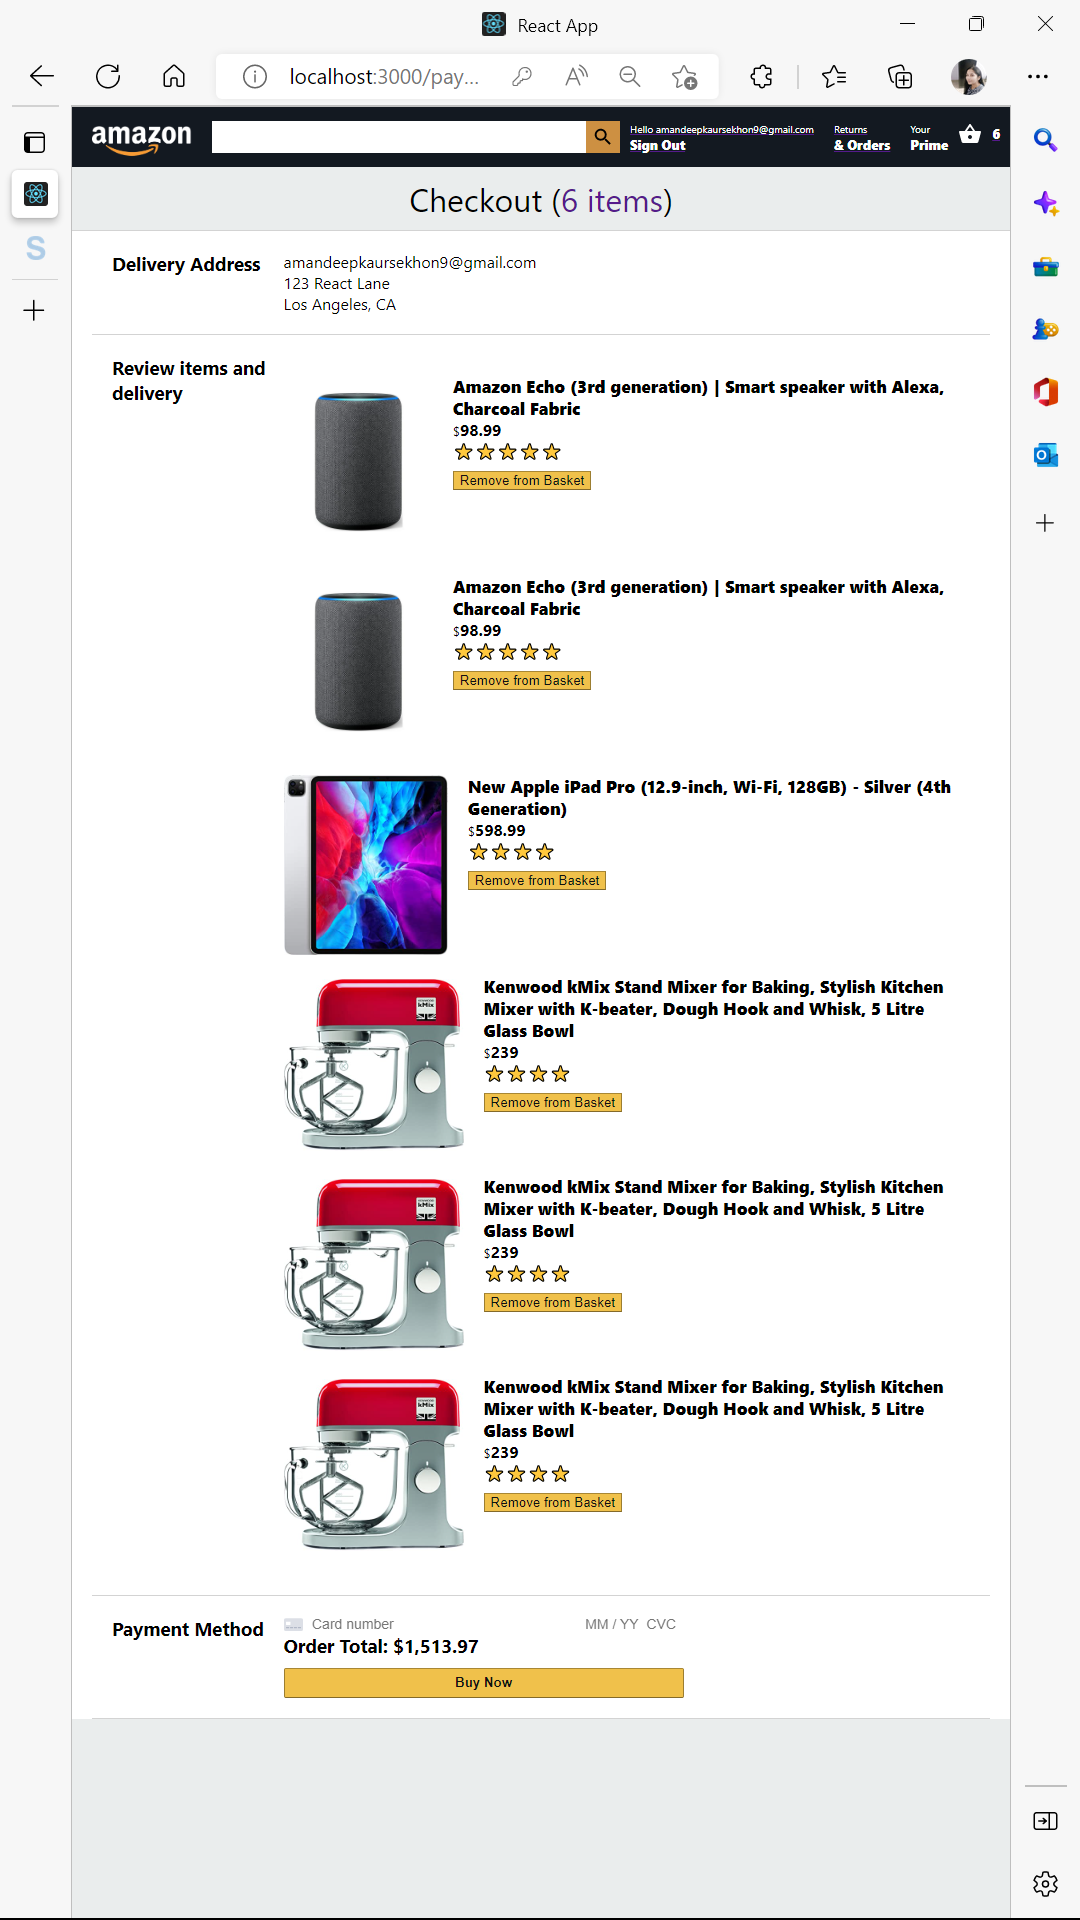 React App
localhost:3000/pay...
amazon
Hello amandeepkaursekhon9@gmail.com
Sign Out
Returns
& Orders
Your
Prime
6
Checkout (6 items)
Delivery Address
amandeepkaursekhon9@gmail.com
123 React Lane
Los Angeles, CA
Review items and
delivery
Amazon Echo (3rd generation) | Smart speaker with Alexa,
Charcoal Fabric
$98.99
Remove from Basket
Amazon Echo (3rd generation) | Smart speaker with Alexa,
Charcoal Fabric
$98.99
Remove from Basket
New Apple iPad Pro (12.9-inch, Wi-Fi, 128GB) - Silver (4th
Generation)
$598.99
Remove from Basket
kMix
Kenwood kMix Stand Mixer for Baking, Stylish Kitchen
Mixer with K-beater, Dough Hook and Whisk, 5 Litre
Glass Bowl
$239
Remove from Basket
kMix
Kenwood kMix Stand Mixer for Baking, Stylish Kitchen
Mixer with K-beater, Dough Hook and Whisk, 5 Litre
Glass Bowl
$239
Remove from Basket
kMix
Kenwood kMix Stand Mixer for Baking, Stylish Kitchen
Mixer with K-beater, Dough Hook and Whisk, 5 Litre
Glass Bowl
$239
Remove from Basket
Payment Method
Card number MM / YY CVC
Order Total: $1,513.97
Buy Now